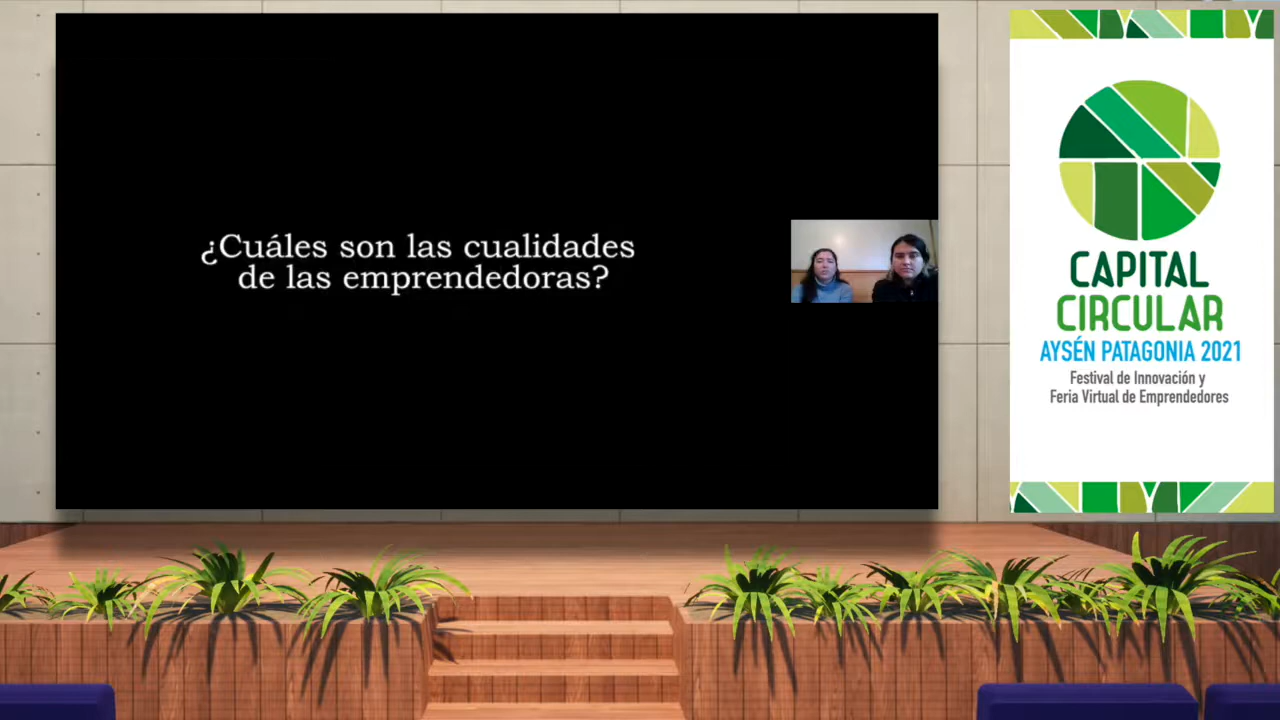 ¿Cuáles son las cualidades
de las emprendedoras?
CAPITAL
CIRCULAR
AYSÉN PATAGONIA 2021
Festival de Innovación y
Feria Virtual de Emprendedores